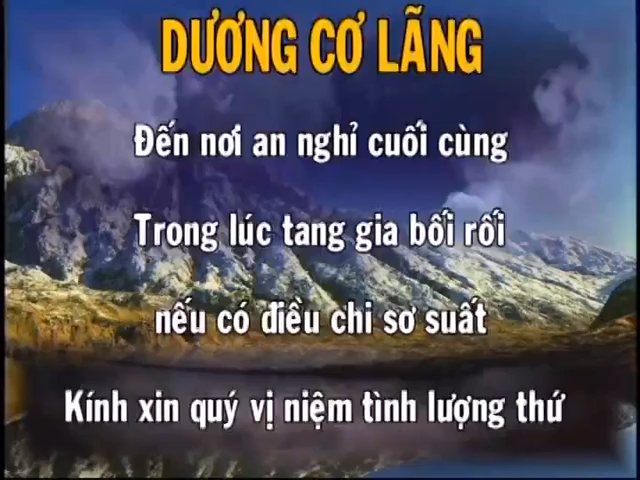 DƯƠNG CƠ LÃNG
Đến nơi an nghỉ cuối cùng
Trong lúc tang gia bối rối
nếu có điều chi sơ suất
Kính xin quý vị niệm tình lượng thứ